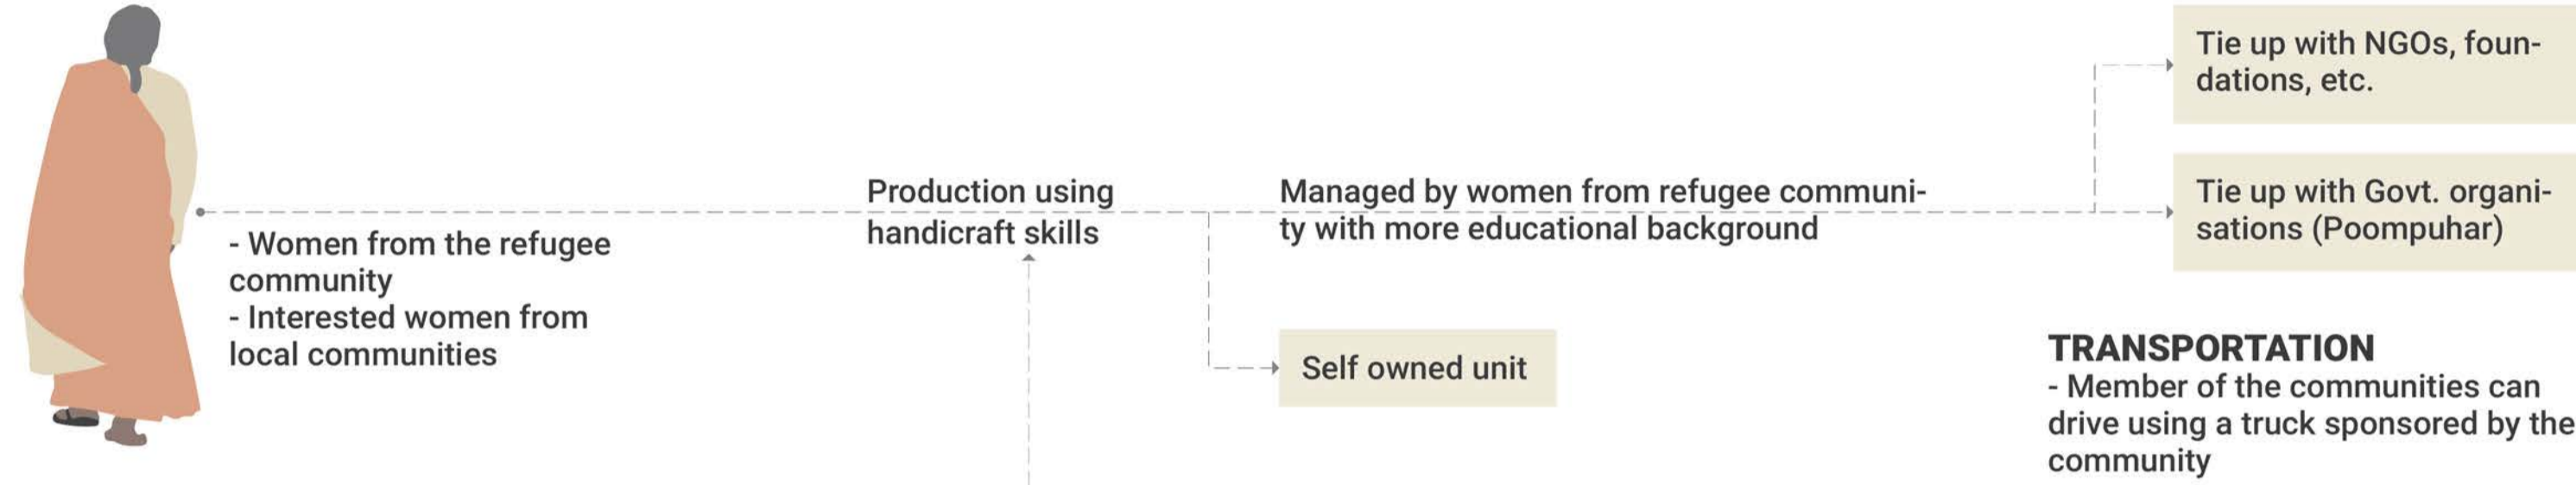 - Women from the refugee
community
- Interested women from
local communities
Production using
handicraft skills
Managed by women from refugee communi-
ty with more educational background
Self owned unit
Tie up with NGOs, foun-
dations, etc.
Tie up with Govt. organi-
sations (Poompuhar)
TRANSPORTATION
- Member of the communities can
drive using a truck sponsored by the
community